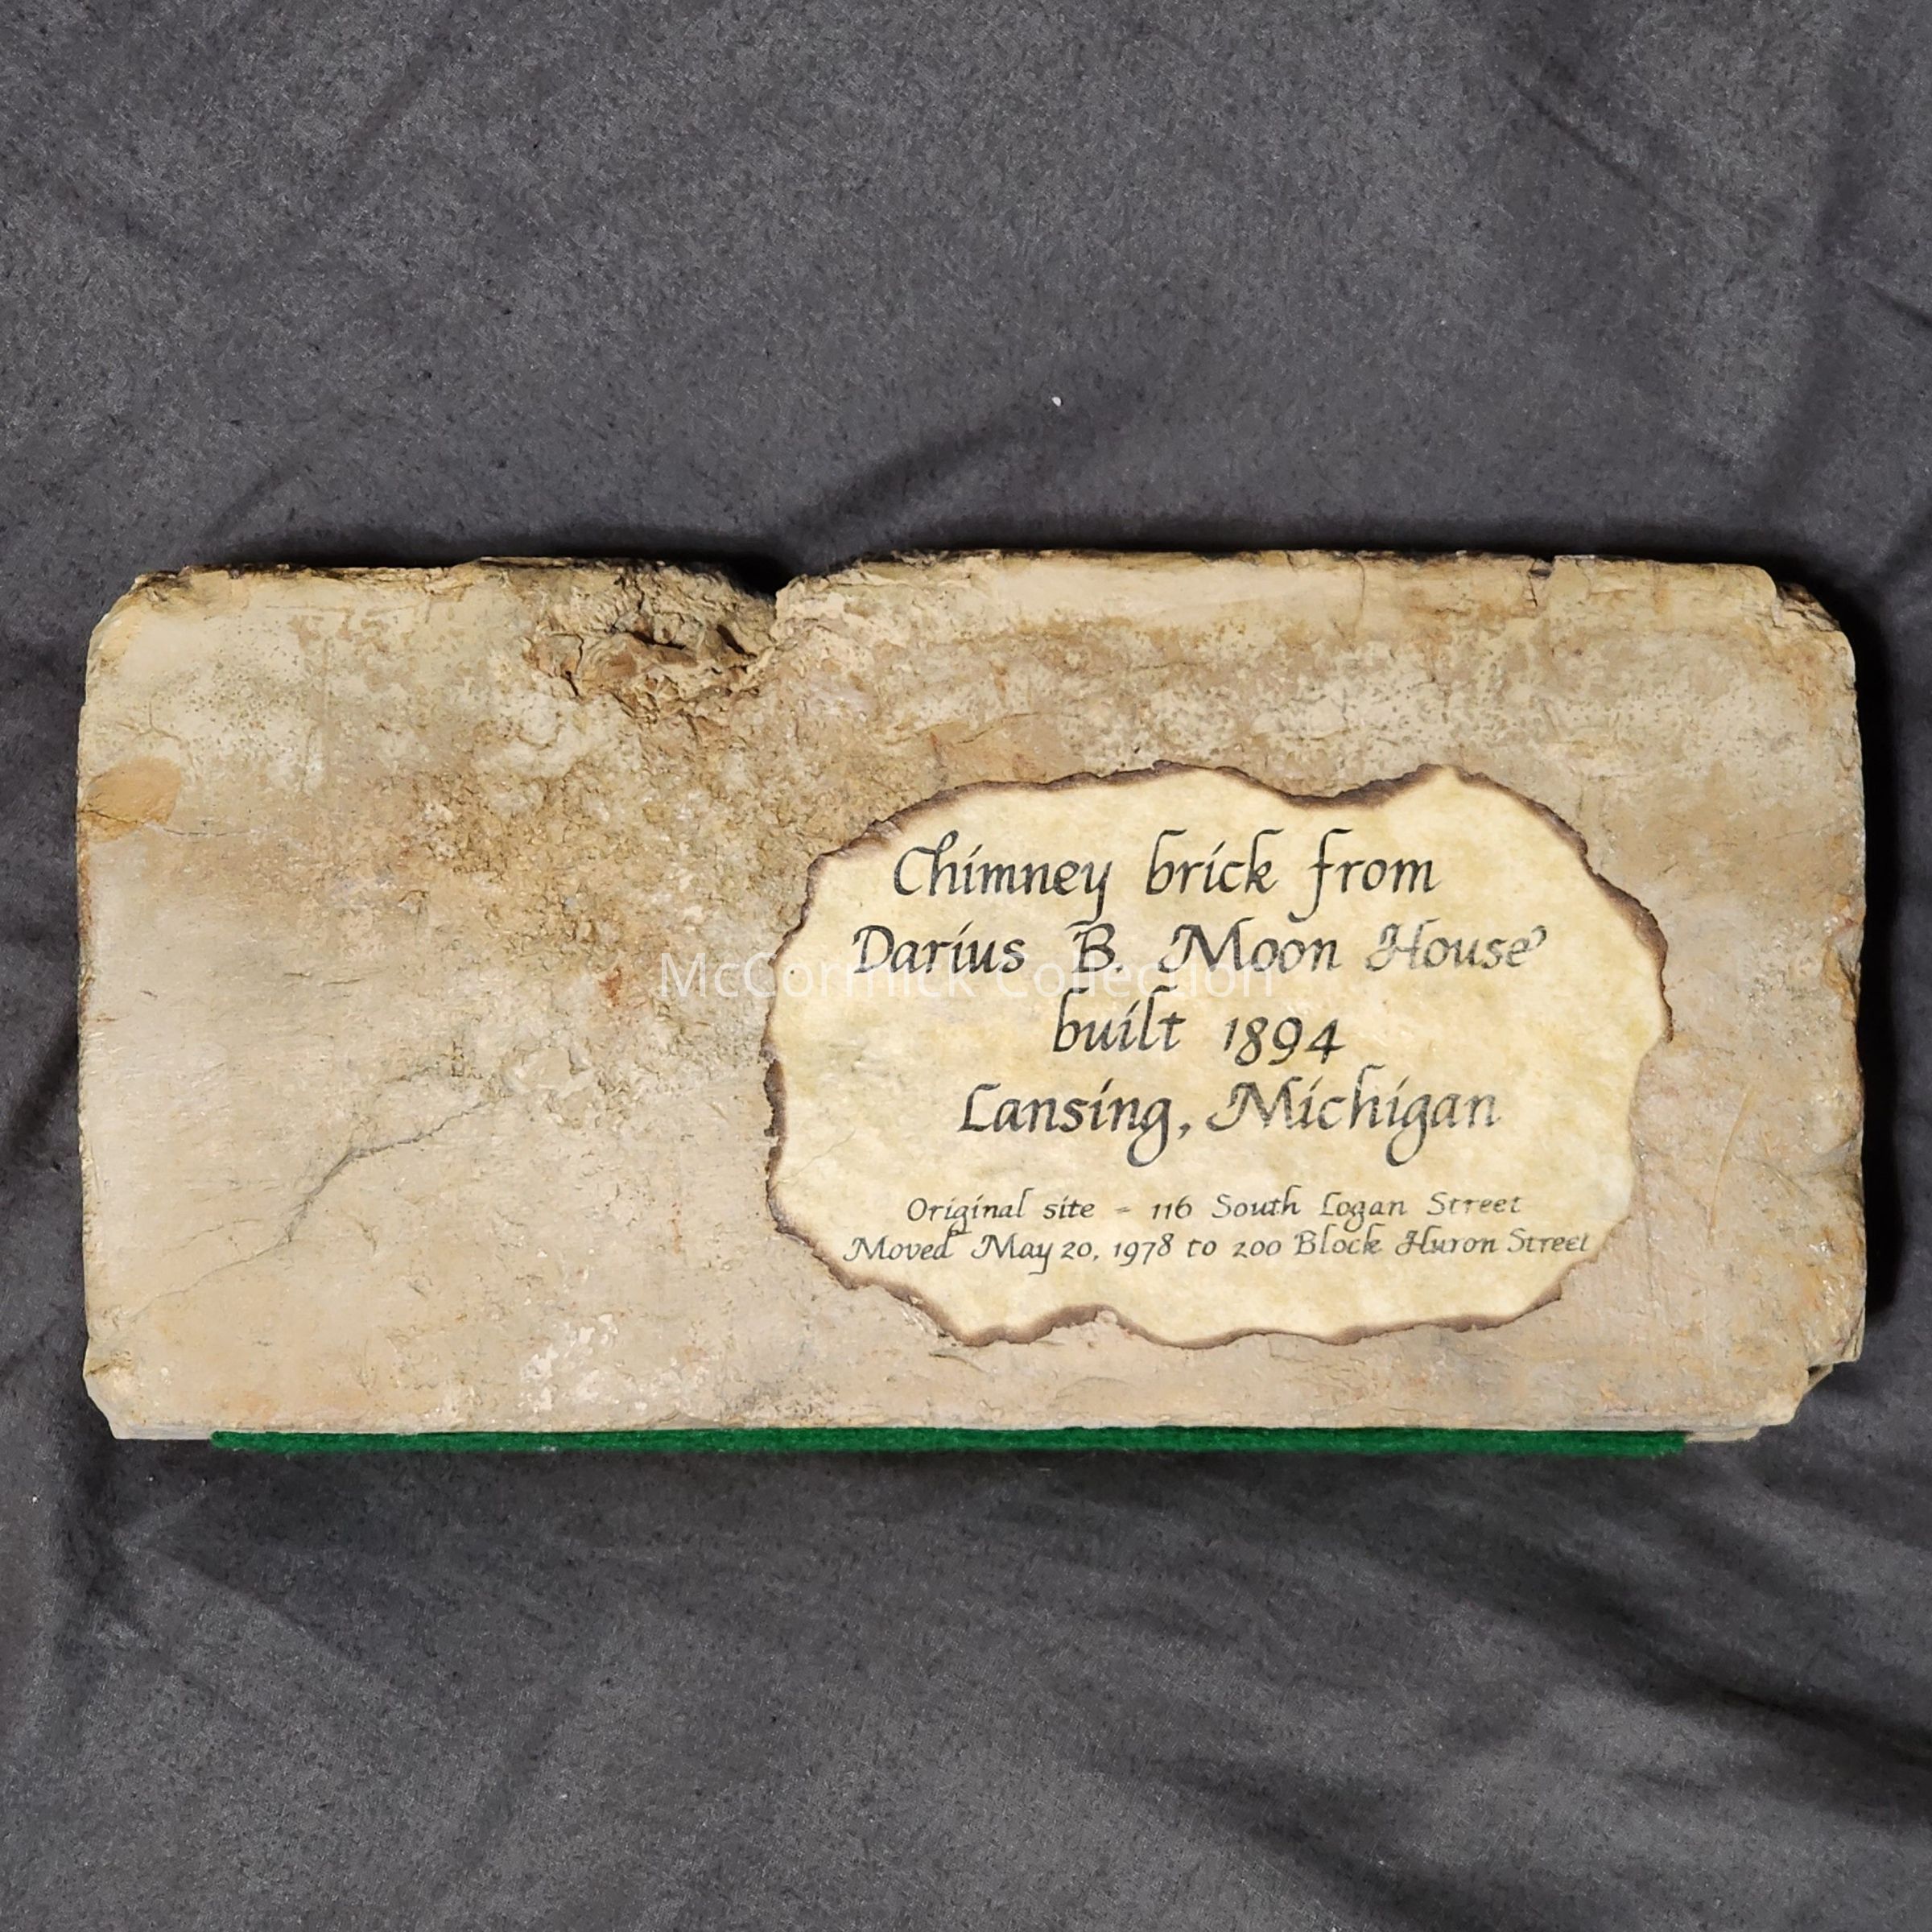 Chimney brick from
Darius B. Moon House
McCormick Collection
built 1894
Lansing, Michigan
Original site - 116 South Logan Street
Moved May 20, 1978 to 200 Block Huron Street